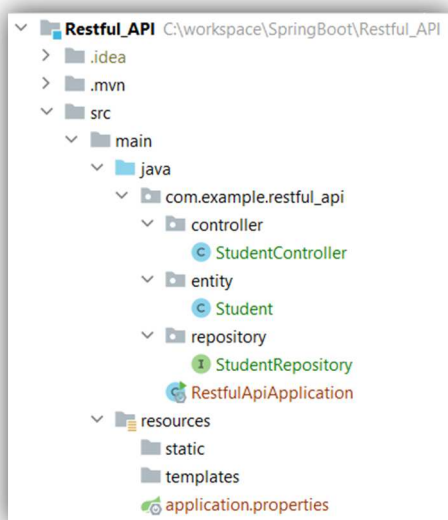 Restful_API C:\workspace\SpringBoot\Restful_API
.idea
.mvn
src
main
java
com.example.restful_api
controller
C StudentController
entity
C Student
repository
I StudentRepository
RestfulApiApplication
resources
static
templates
application.properties